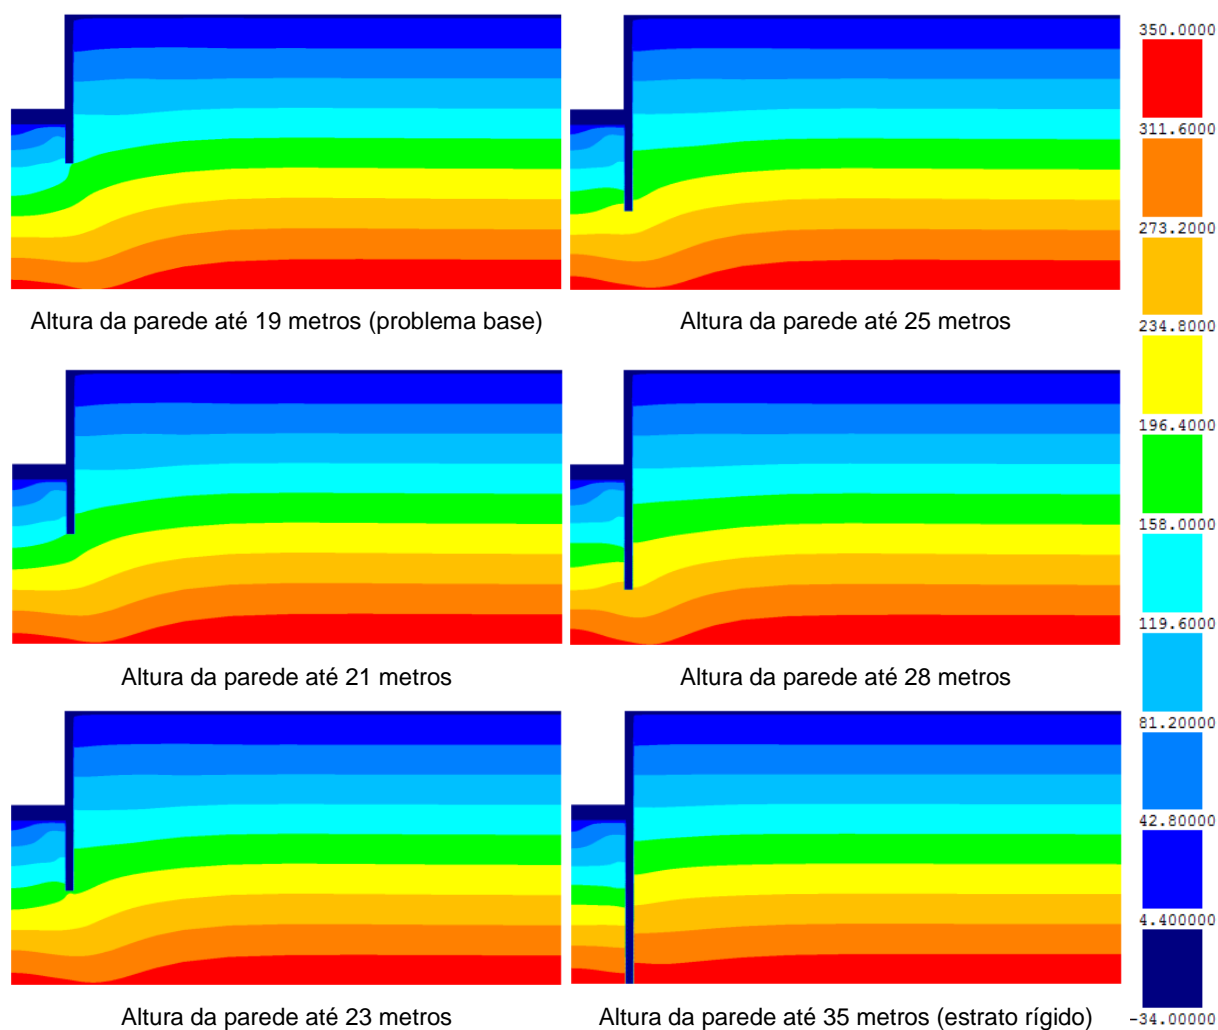 350.0000
311.6000
273.2000
Altura da parede até 19 metros (problema base)
Altura da parede até 25 metros
234.8000
196.4000
158.0000
119.6000
Altura da parede até 21 metros
Altura da parede até 28 metros
81.20000
42.80000
4.400000
Altura da parede até 23 metros
Altura da parede até 35 metros (estrato rígido)
-34.00000